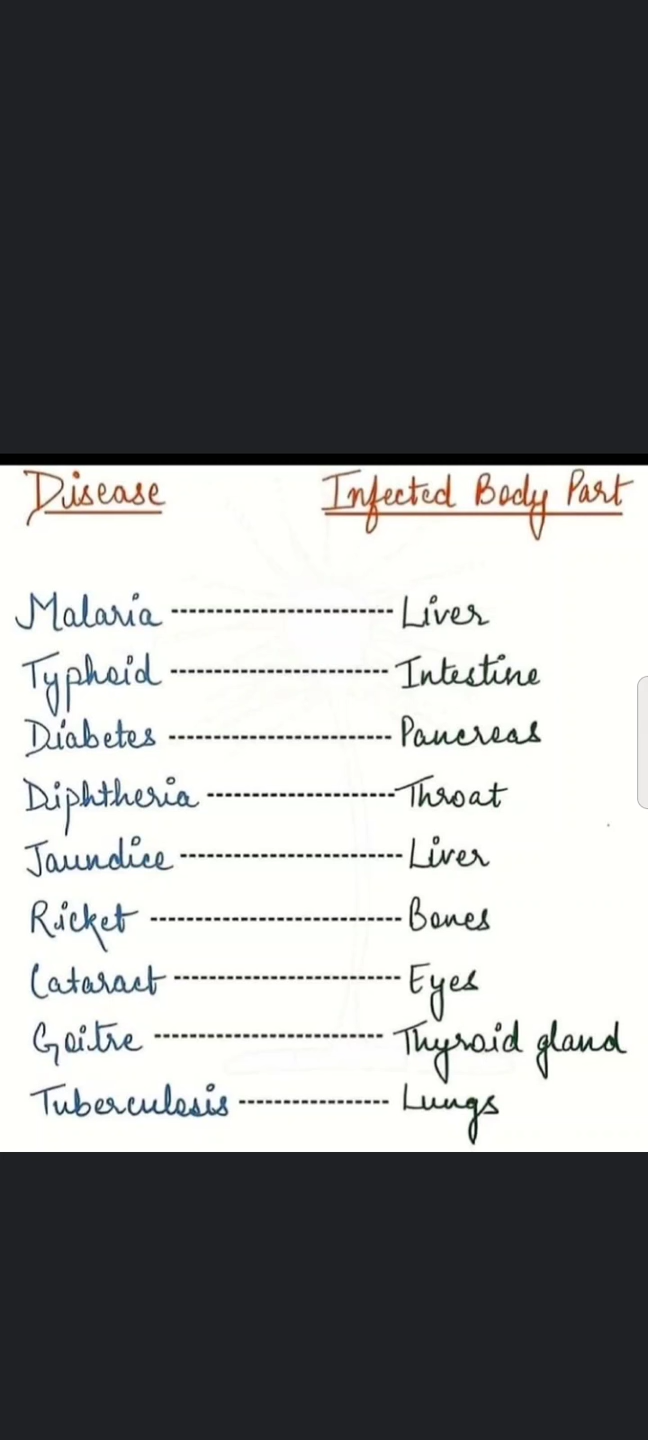 Disease Infected Body Part
Malaria ------------------------ Liver
Typhoid ------------------------ Intestine
Diabetes ------------------------ Pancreas
Diphtheria -------------------- Throat
Jaundice ------------------------ Liver
Ricket --------------------------- Bones
Cataract ------------------------ Eyes
Goitre ------------------------ Thyroid gland
Tuberculosis ---------------- Lungs